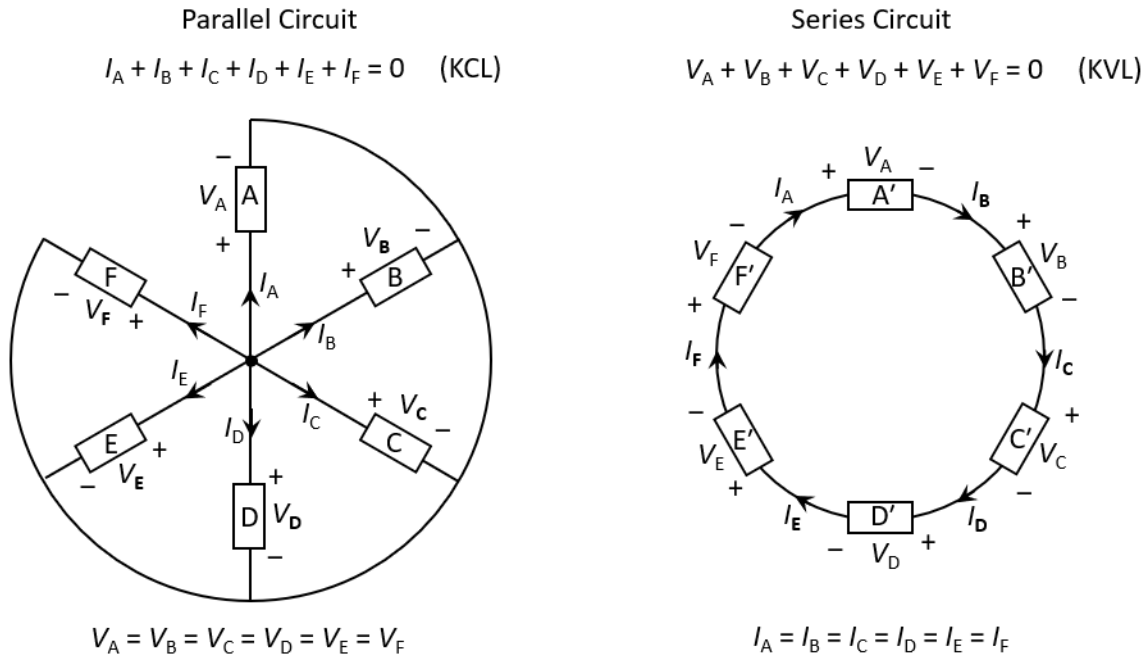 Parallel Circuit
I_A + I_B + I_C + I_D + I_E + I_F = 0 (KCL)
− V_A A +
V_B − + B
F − V_F +
I_F I_A I_B
I_E I_D I_C
+ V_C − C
E + V_E −
+ D V_D −
V_A = V_B = V_C = V_D = V_E = V_F
Series Circuit
V_A + V_B + V_C + V_D + V_E + V_F = 0 (KVL)
+ V_A − A′
I_A I_B
− V_F F′ +
+ V_B B′ −
I_F I_C
− E′ V_E +
+ C′ V_C −
I_E I_D
D′
− V_D +
I_A = I_B = I_C = I_D = I_E = I_F